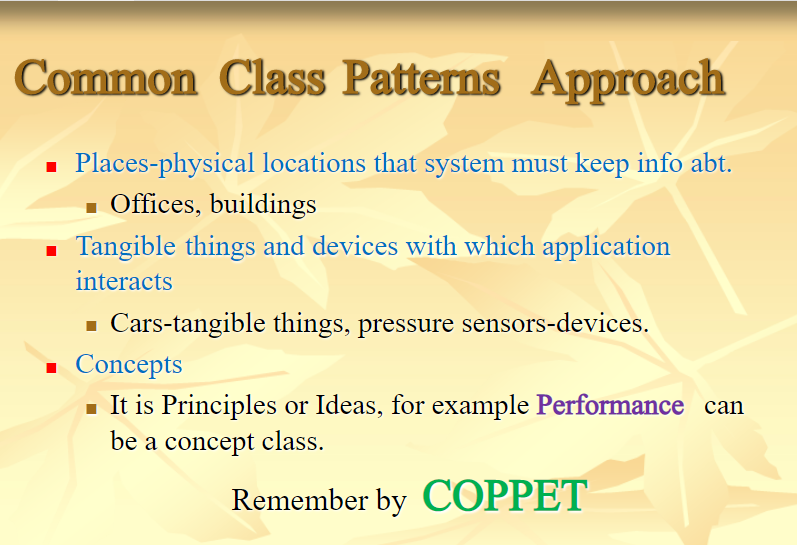 Common Class Patterns Approach
Places-physical locations that system must keep info abt.
Offices, buildings
Tangible things and devices with which application
interacts
Cars-tangible things, pressure sensors-devices.
Concepts
It is Principles or Ideas, for example Performance can
be a concept class.
Remember by COPPET